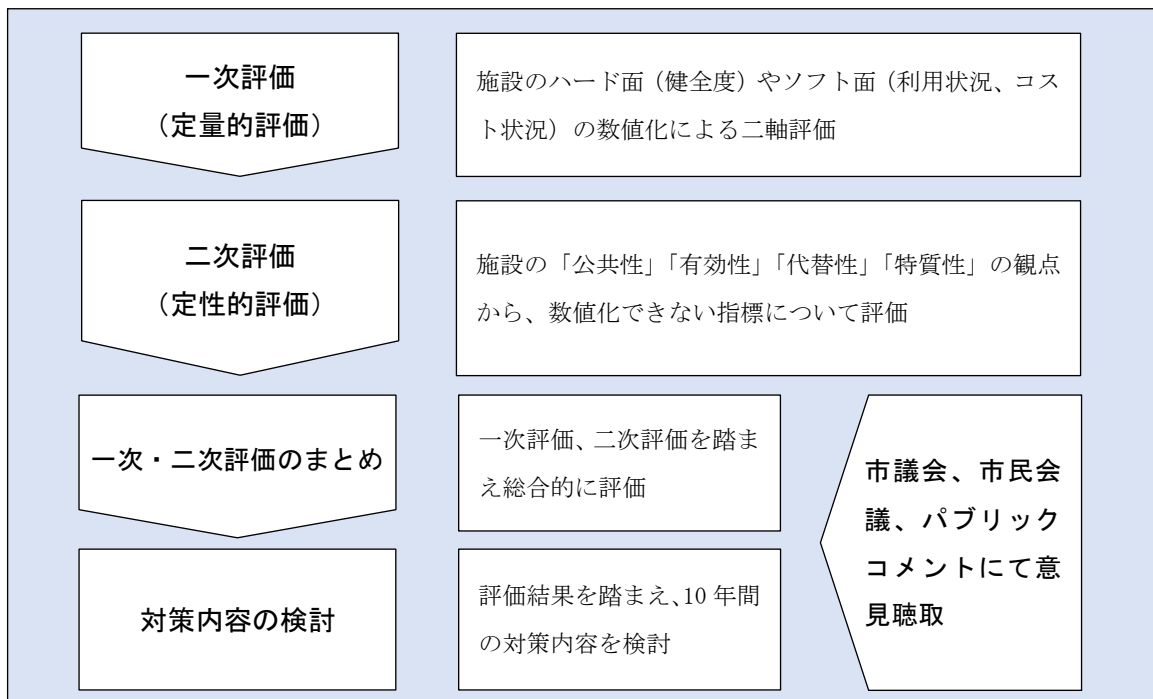 一次評価
（定量的評価）
施設のハード面（健全度）やソフト面（利用状況、コス
ト状況）の数値化による二軸評価
二次評価
（定性的評価）
施設の「公共性」「有効性」「代替性」「特質性」の観点
から、数値化できない指標について評価
一次・二次評価のまとめ
一次評価、二次評価を踏ま
え総合的に評価
対策内容の検討
評価結果を踏まえ、10 年間
の対策内容を検討
市議会、市民会
議、パブリック
コメントにて意
見聴取